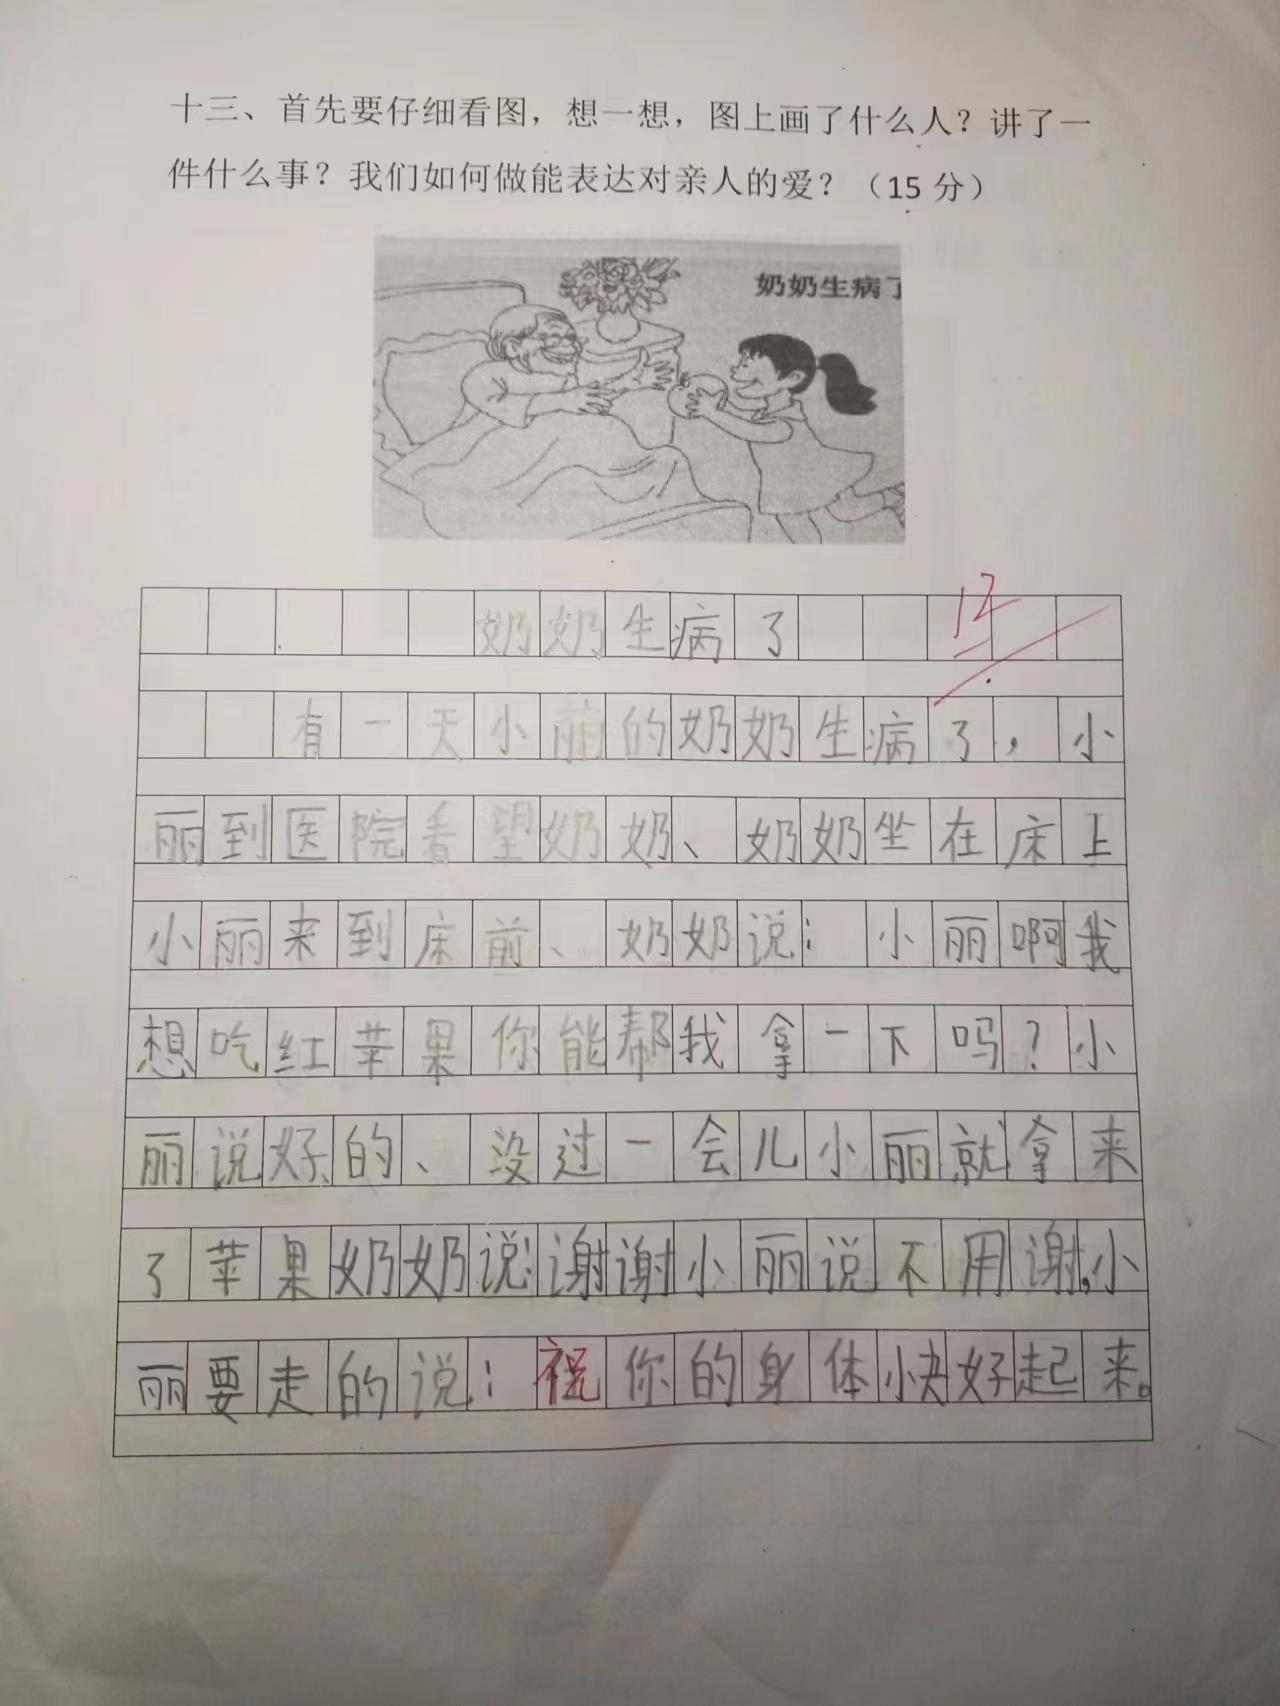 十三、首先要仔细看图，想一想，图上画了什么人？讲了一
件什么事？我们如何做能表达对亲人的爱？（15 分）
奶奶生病了
奶奶生病了
12
有一天小丽的奶奶生病了，小
丽到医院看望奶奶、奶奶坐在床上
小丽来到床前、奶奶说：小丽啊我
想吃红苹果你能帮我拿一下吗？小
丽说好的、没过一会儿小丽就拿来
了苹果奶奶说：谢谢小丽说不用谢。小
丽要走的说：祝你的身体快好起来。